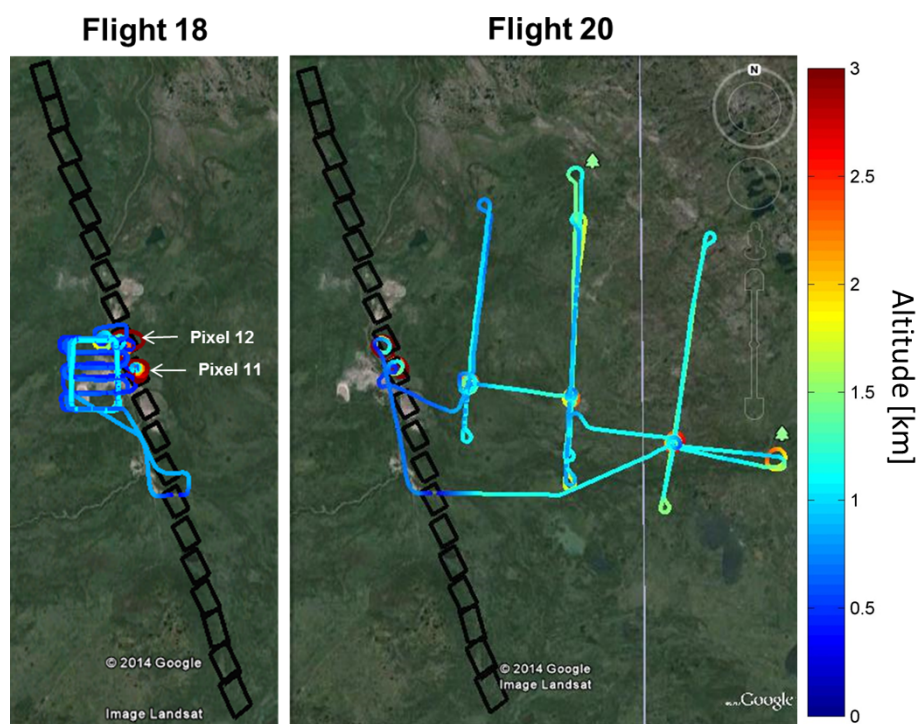 Flight 18
Flight 20
N
3
2.5
2
1.5
1
0.5
0
Altitude [km]
Pixel 12
Pixel 11
© 2014 Google
Image Landsat
© 2014 Google
Image Landsat
Google